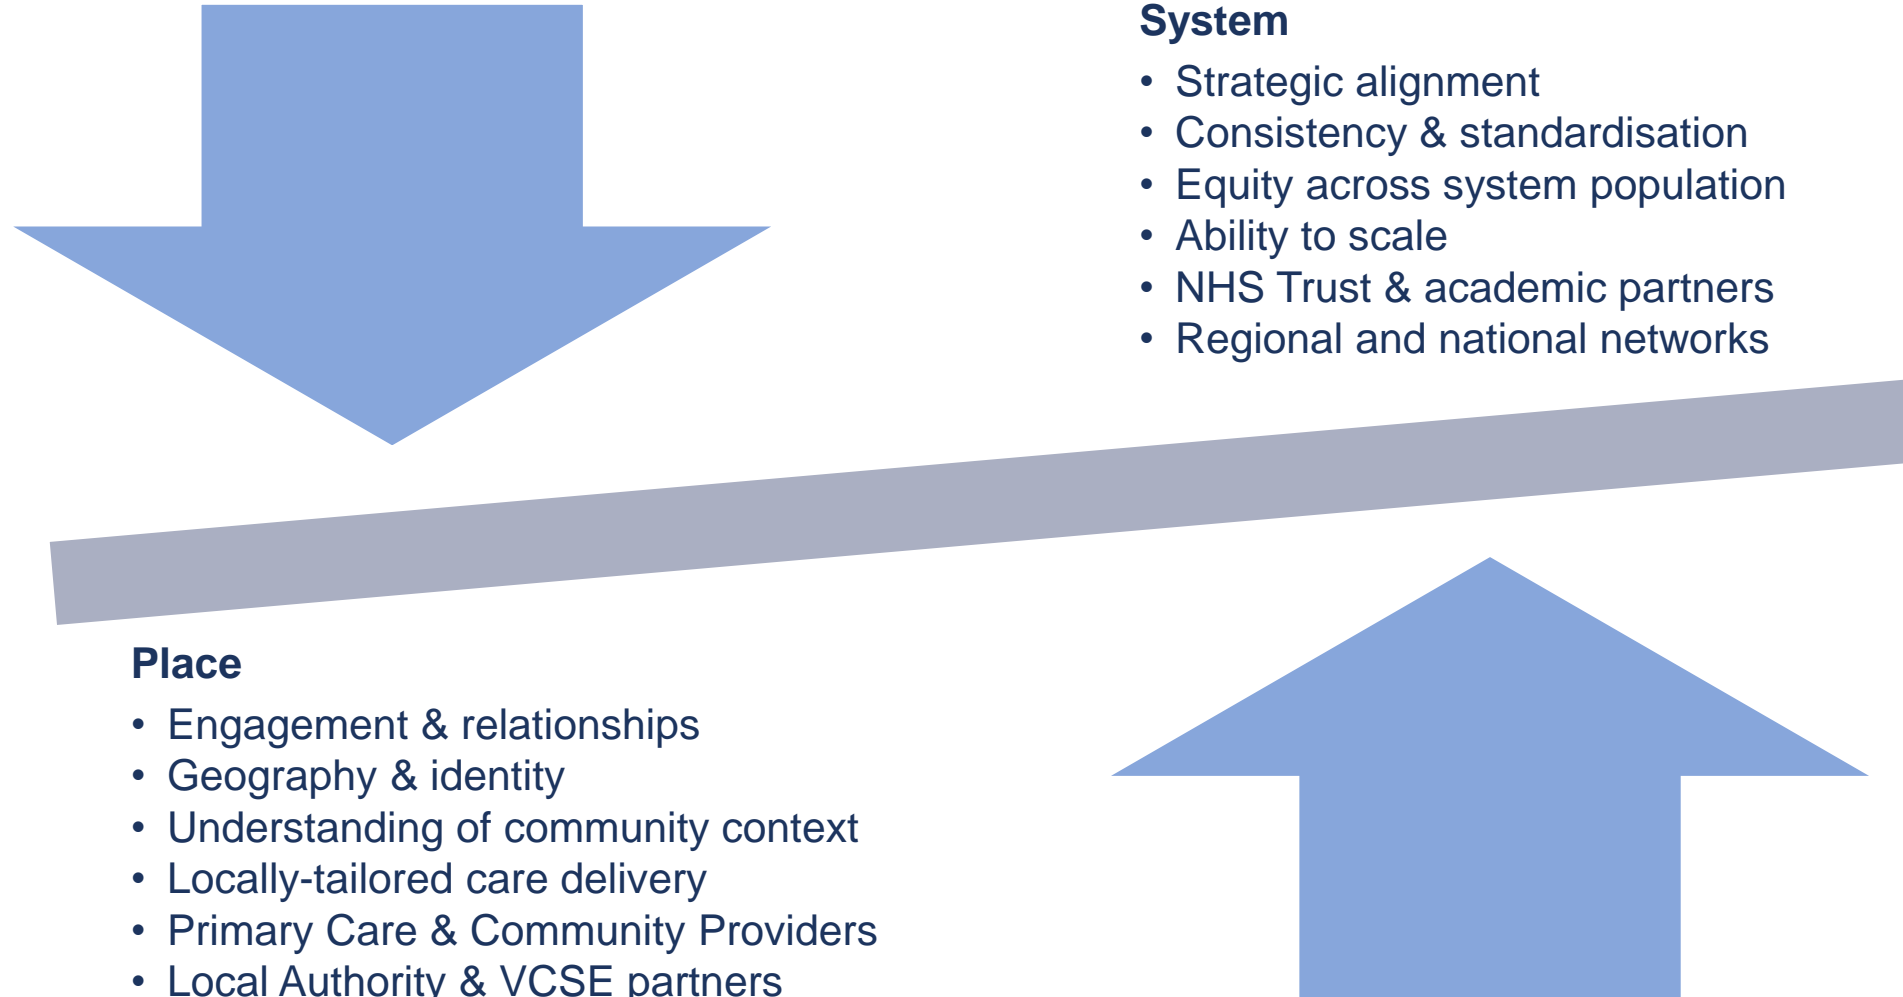 System
• Strategic alignment
• Consistency & standardisation
• Equity across system population
• Ability to scale
• NHS Trust & academic partners
• Regional and national networks
Place
• Engagement & relationships
• Geography & identity
• Understanding of community context
• Locally-tailored care delivery
• Primary Care & Community Providers
• Local Authority & VCSE partners